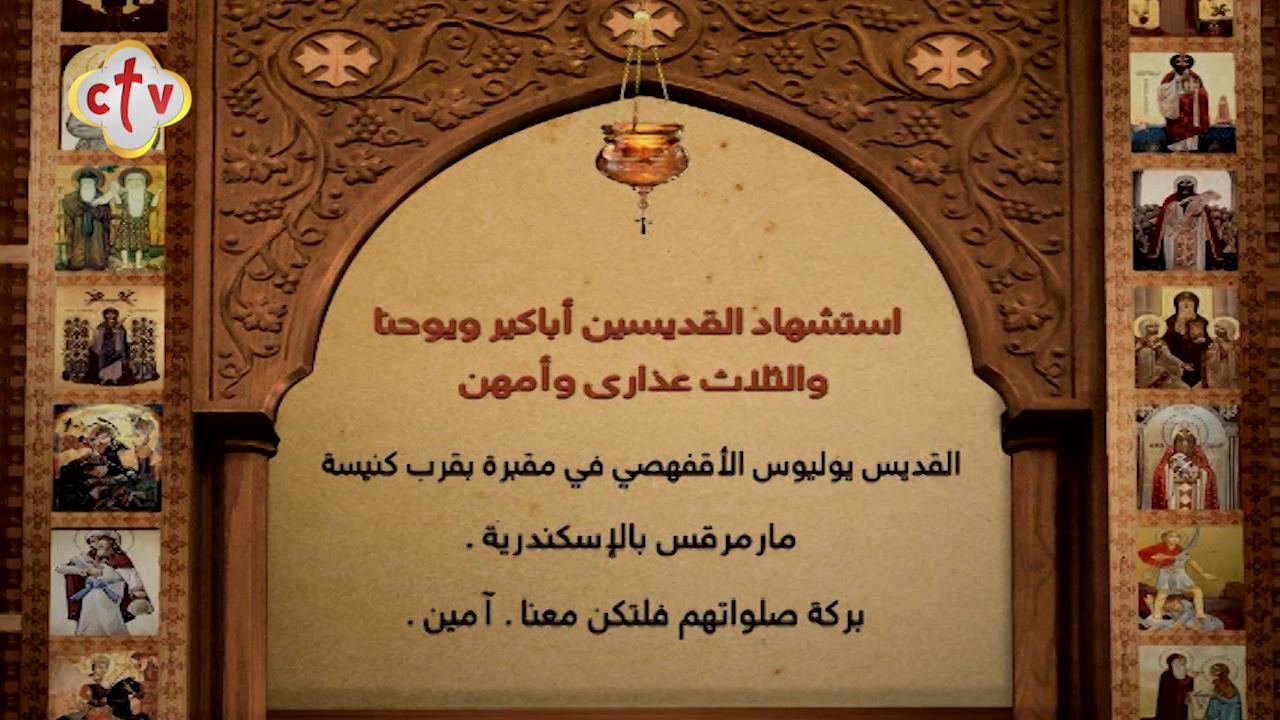 ctv
استشهاد القديسين أباكير ويوحنا
والثلاث عذارى وأمهن
القديس يوليوس الأقفهصي في مقبرة بقرب كنيسة
مارمرقس بالإسكندرية .
بركة صلواتهم فلتكن معنا . آمين .